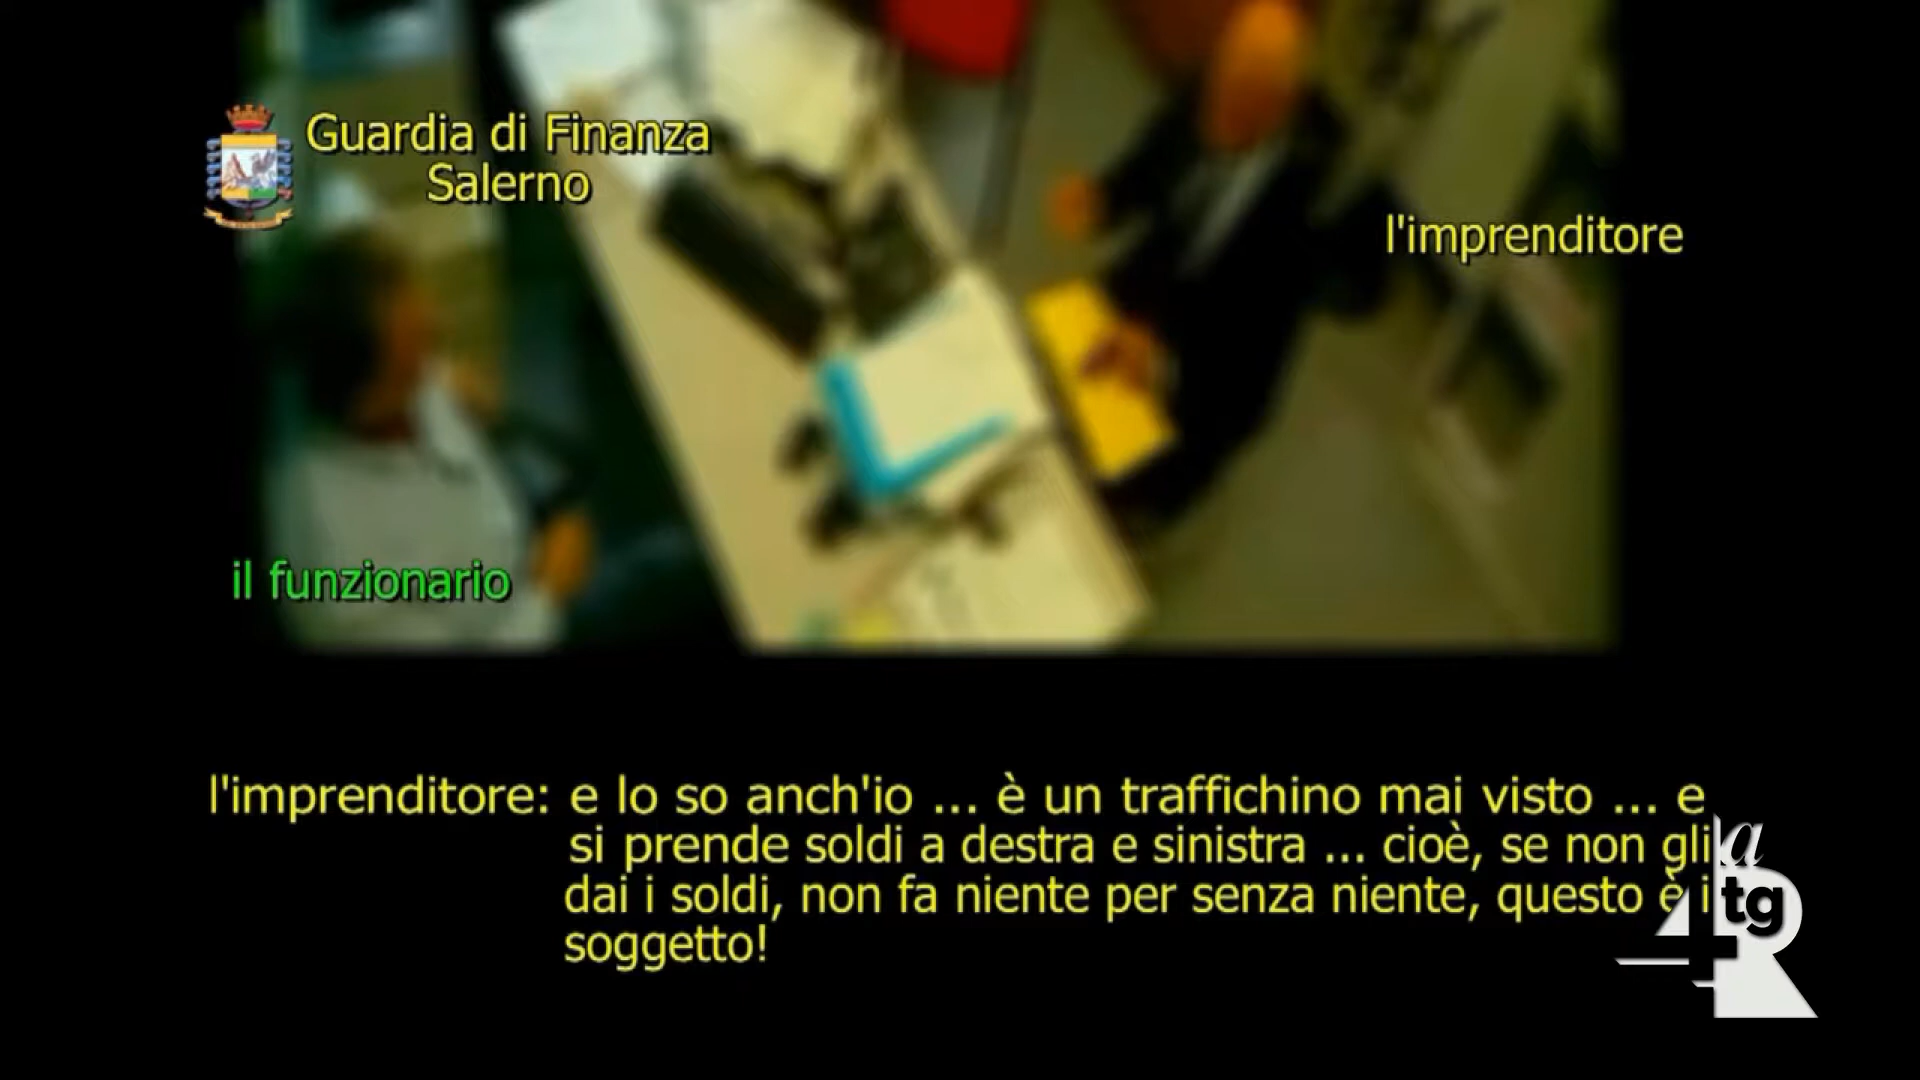 Guardia di Finanza
Salerno
l'imprenditore
il funzionario
l'imprenditore: e lo so anch'io ... è un traffichino mai visto ... e
si prende soldi a destra e sinistra ... cioè, se non gli
dai i soldi, non fa niente per senza niente, questo è i
soggetto!
a
tg
4R